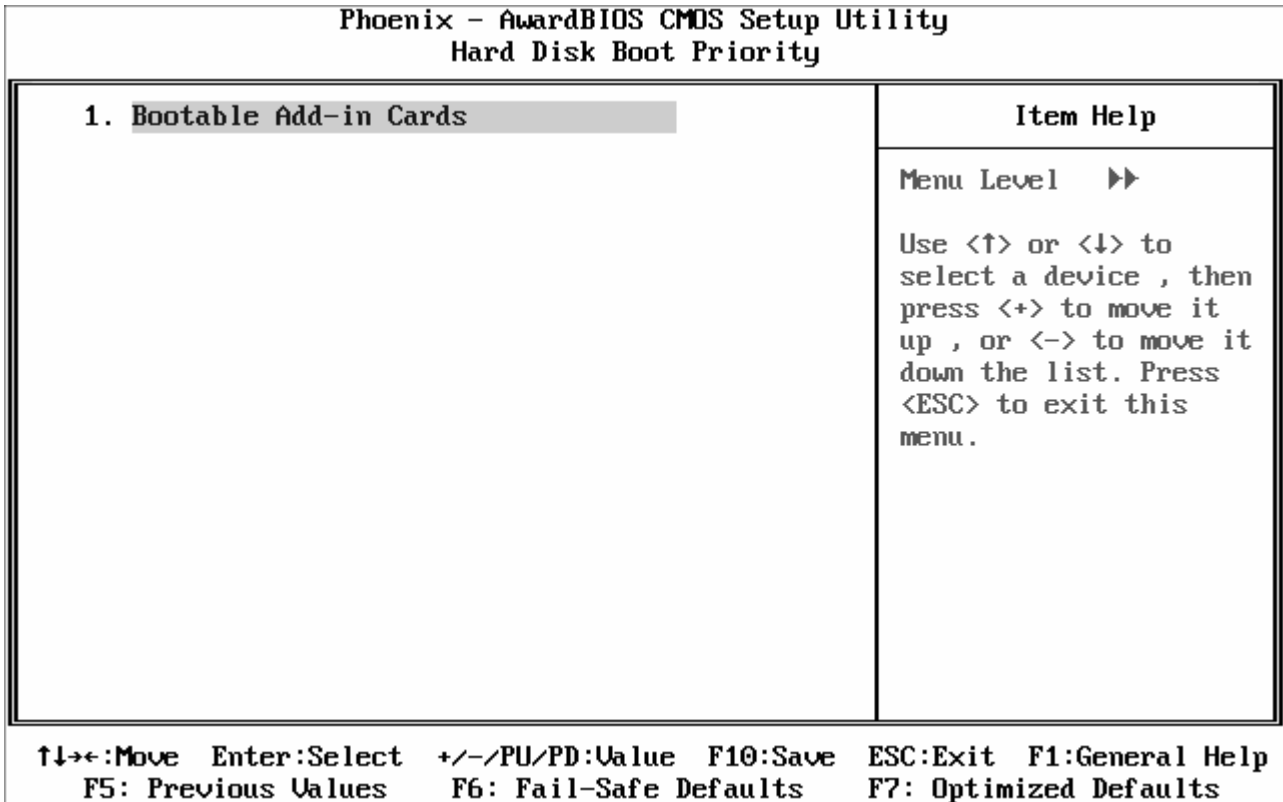 Phoenix - AwardBIOS CMOS Setup Utility
Hard Disk Boot Priority
1. Bootable Add-in Cards
Item Help
Menu Level ►►
Use <↑> or <↓> to
select a device , then
press <+> to move it
up , or <-> to move it
down the list. Press
<ESC> to exit this
menu.
↑↓→←:Move Enter:Select +/-/PU/PD:Value F10:Save ESC:Exit F1:General Help
F5: Previous Values F6: Fail-Safe Defaults F7: Optimized Defaults